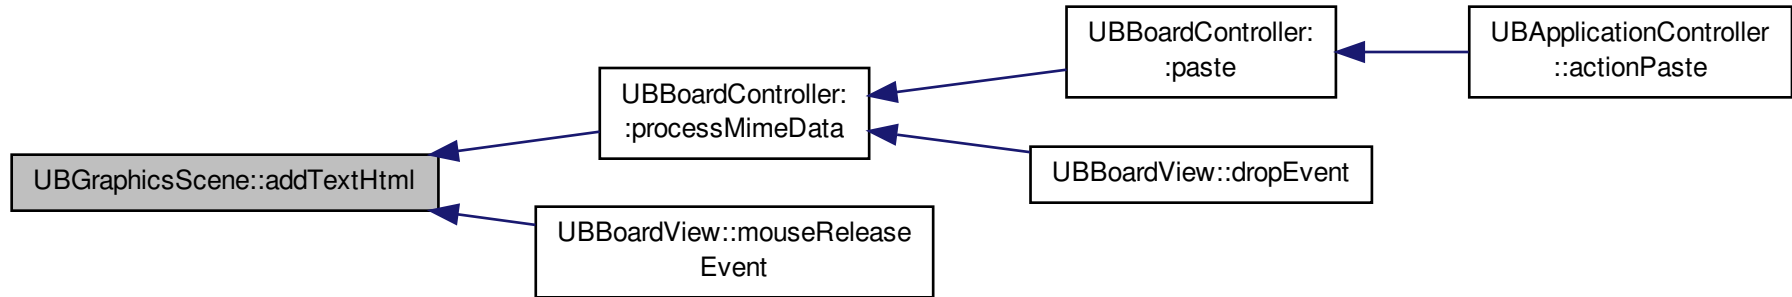 UBGraphicsScene::addTextHtml
UBBoardController:
:processMimeData
UBBoardView::mouseRelease
Event
UBBoardController:
:paste
UBBoardView::dropEvent
UBApplicationController
::actionPaste